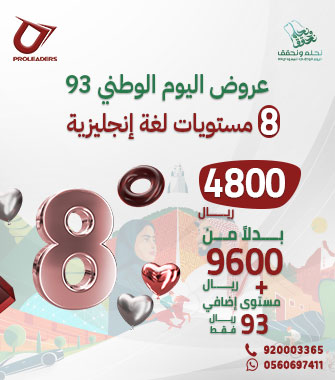 PROLEADERS
نحلم ونحقق
عروض اليوم الوطني 93
8 مستويات لغة إنجليزية
4800
ريال
بدلاً من
9600
ريال
+
مستوى إضافي
93 ريال فقط
920003365
0560697411
8